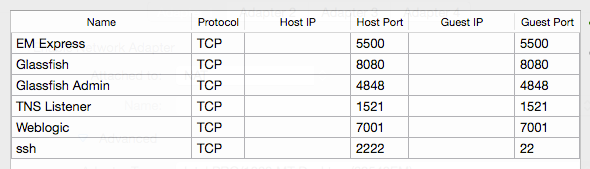 Name Protocol Host IP Host Port Guest IP Guest Port
EM Express TCP 5500 5500
Glassfish TCP 8080 8080
Glassfish Admin TCP 4848 4848
TNS Listener TCP 1521 1521
Weblogic TCP 7001 7001
ssh TCP 2222 22